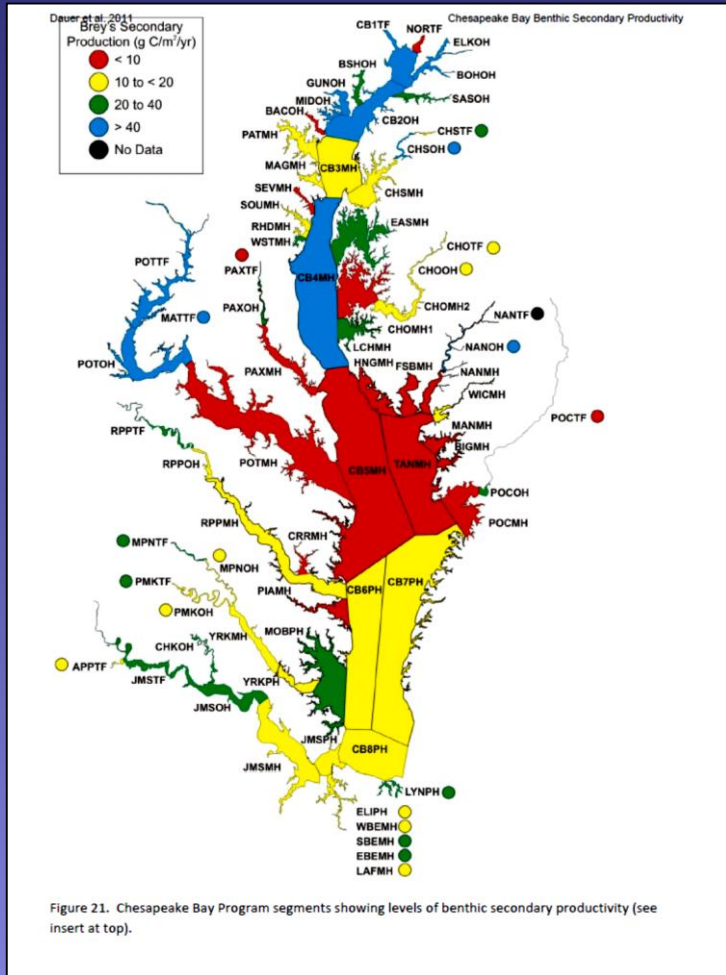 Dauer et al. 2011
Chesapeake Bay Benthic Secondary Productivity
Brey's Secondary
Production (g C/m²/yr)
< 10
10 to < 20
20 to 40
> 40
No Data
CB1TF
NORTF
ELKOH
BSHOH
BOHOH
GUNOH
MIDOH
SASOH
BACOH
CB2OH
CHSTF
PATMH
CHSOH
MAGMH
CB3MH
CHSMH
SEVMH
SOUMH
RHDMH
EASMH
WSTMH
CHOTF
POTTF
PAXTF
CHOOH
CB4MH
PAXOH
CHOMH2
MATTF
CHOMH1
NANTF
LCHMH
POTOH
HNGMH
FSBMH
NANOH
PAXMH
NANMH
WICMH
RPPTF
MANMH
POCTF
BIGMH
RPPOH
POTMH
CB5MH
TANMH
POCOH
RPPMH
POCMH
CRRMH
MPNTF
MPNOH
CB7PH
PMKTF
PIAMH
CB6PH
PMKOH
MOBPH
YRKMH
CHKOH
APPTF
JMSTF
YRKPH
JMSOH
JMSPH
CB8PH
JMSMH
LYNPH
ELIPH
WBEMH
SBEMH
EBEMH
LAFMH
Figure 21. Chesapeake Bay Program segments showing levels of benthic secondary productivity (see
insert at top).